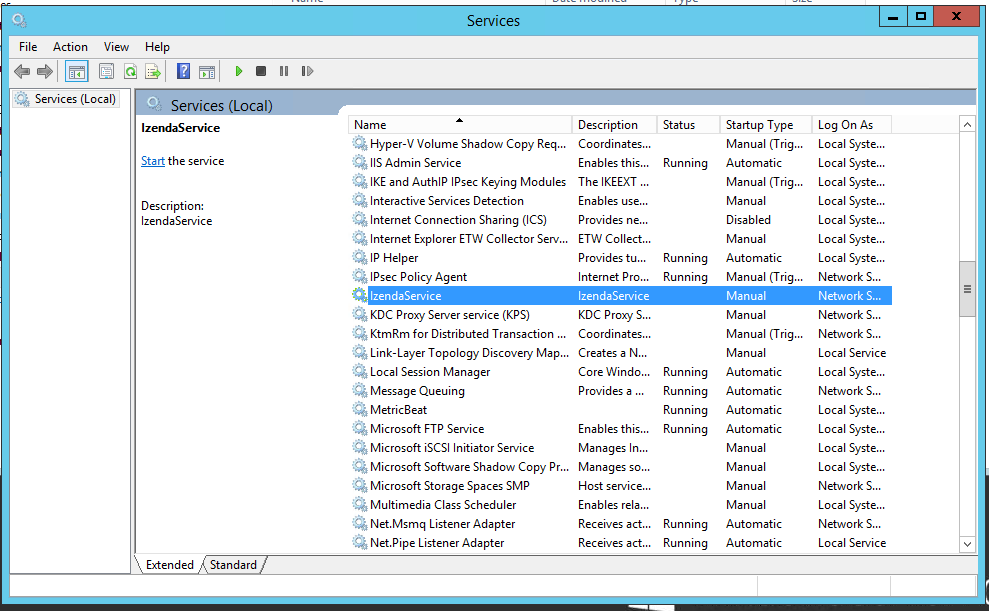 Name Date modified Type Size
Services
File Action View Help
Services (Local)
Services (Local)
IzendaService
Start the service
Description:
IzendaService
Name Description Status Startup Type Log On As
Hyper-V Volume Shadow Copy Req... Coordinates... Manual (Trig... Local Syste...
IIS Admin Service Enables this... Running Automatic Local Syste...
IKE and AuthIP IPsec Keying Modules The IKEEXT ... Manual (Trig... Local Syste...
Interactive Services Detection Enables use... Manual Local Syste...
Internet Connection Sharing (ICS) Provides ne... Disabled Local Syste...
Internet Explorer ETW Collector Serv... ETW Collect... Manual Local Syste...
IP Helper Provides tu... Running Automatic Local Syste...
IPsec Policy Agent Internet Pro... Running Manual (Trig... Network S...
IzendaService IzendaService Manual Network S...
KDC Proxy Server service (KPS) KDC Proxy S... Manual Network S...
KtmRm for Distributed Transaction ... Coordinates... Manual (Trig... Network S...
Link-Layer Topology Discovery Map... Creates a N... Manual Local Service
Local Session Manager Core Windo... Running Automatic Local Syste...
Message Queuing Provides a ... Running Automatic Network S...
MetricBeat Running Automatic Local Syste...
Microsoft FTP Service Enables this... Running Automatic Local Syste...
Microsoft iSCSI Initiator Service Manages In... Manual Local Syste...
Microsoft Software Shadow Copy Pr... Manages so... Manual Local Syste...
Microsoft Storage Spaces SMP Host service... Manual Network S...
Multimedia Class Scheduler Enables rela... Manual Local Syste...
Net.Msmq Listener Adapter Receives act... Running Automatic Network S...
Net.Pipe Listener Adapter Receives act... Running Automatic Local Service
Extended Standard